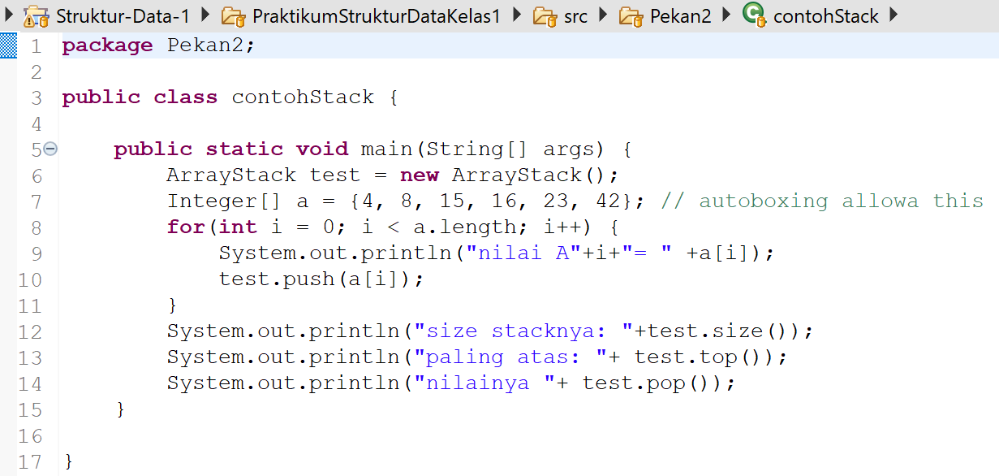 Struktur-Data-1 PraktikumStrukturDataKelas1 src Pekan2 contohStack
1 package Pekan2;
2
3 public class contohStack {
4
5 public static void main(String[] args) {
6 ArrayStack test = new ArrayStack();
7 Integer[] a = {4, 8, 15, 16, 23, 42}; // autoboxing allowa this
8 for(int i = 0; i < a.length; i++) {
9 System.out.println("nilai A"+i+"= " +a[i]);
10 test.push(a[i]);
11 }
12 System.out.println("size stacknya: "+test.size());
13 System.out.println("paling atas: "+ test.top());
14 System.out.println("nilainya "+ test.pop());
15 }
16
17 }